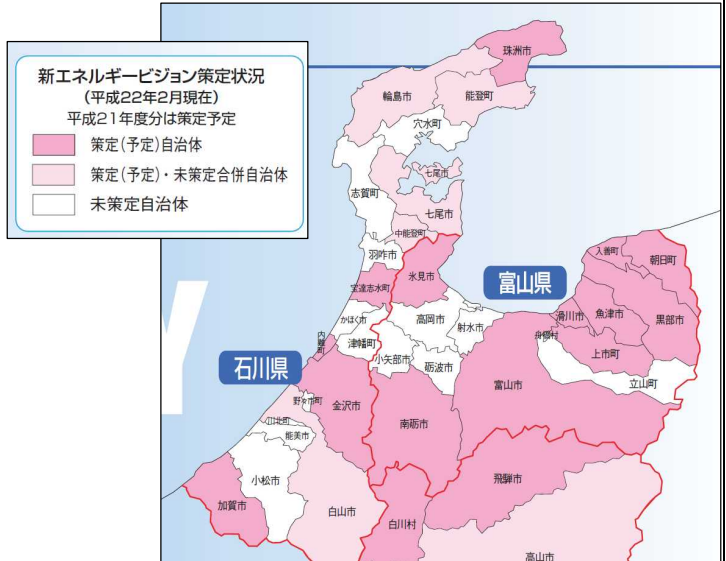 新エネルギービジョン策定状況
(平成22年2月現在)
平成21年度分は策定予定
策定(予定)自治体
策定(予定)・未策定合併自治体
未策定自治体
珠洲市
輪島市
能登町
穴水町
七尾市
志賀町
七尾市
中能登町
羽咋市
氷見市
宝達志水町
富山県
入善町
朝日町
かほく市
高岡市
射水市
滑川市
魚津市
黒部市
内灘町
津幡町
舟橋村
上市町
小矢部市
砺波市
石川県
富山市
立山町
野々市町
金沢市
南砺市
川北町
能美市
小松市
飛騨市
加賀市
白山市
白川村
高山市
Y